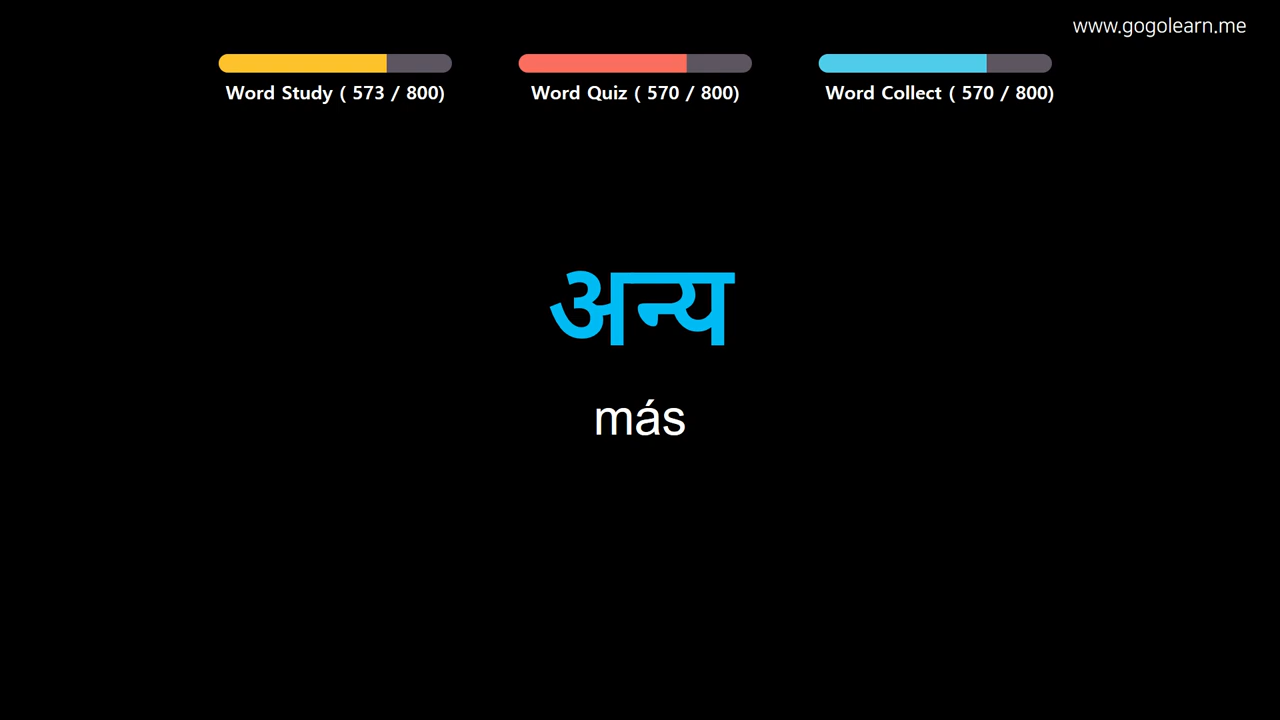 www.gogolearn.me
Word Study ( 573 / 800)
Word Quiz ( 570 / 800)
Word Collect ( 570 / 800)
अन्य
más